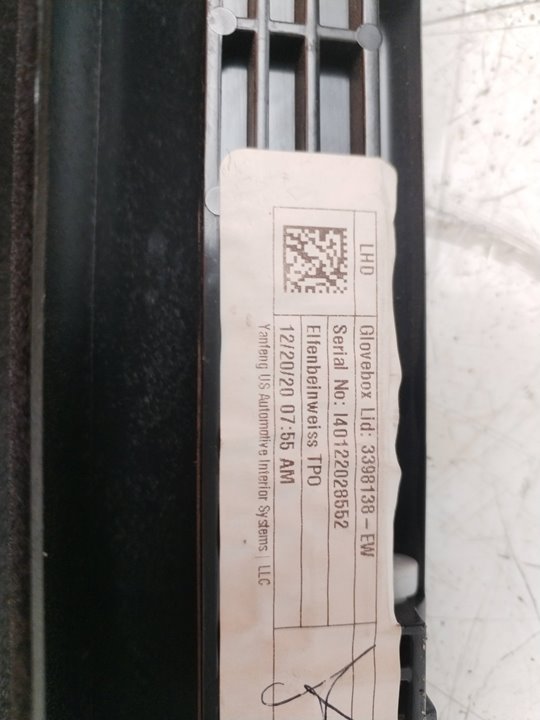 LHD
Glovebox Lid: 3398138-EW
Serial No: I40122028552
Elfenbeinweiss TPO
12/20/20 07:55 AM
Yanfeng US Automotive Interior Systems I LLC